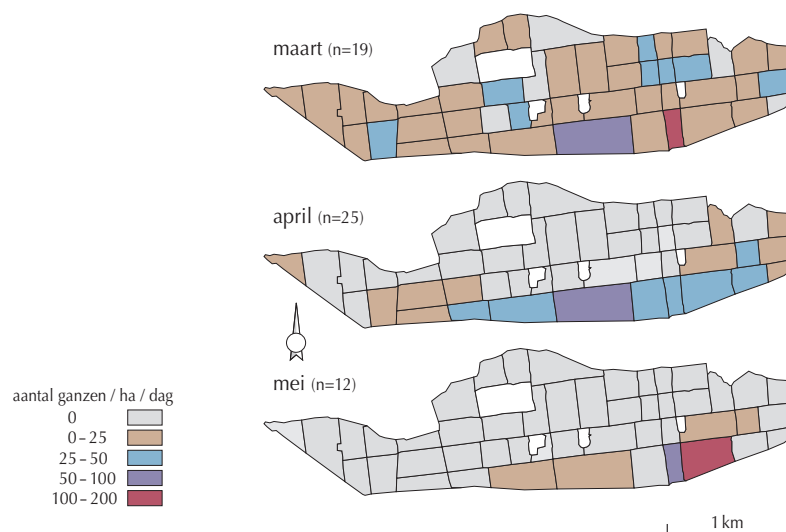 maart (n=19)
april (n=25)
mei (n=12)
aantal ganzen / ha / dag
0
0 – 25
25 – 50
50 – 100
100 – 200
1 km